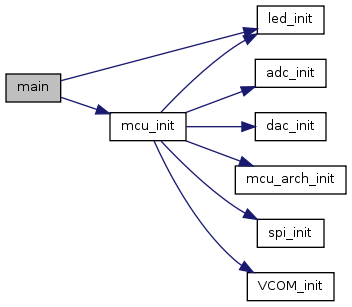 led_init
main
adc_init
mcu_init
dac_init
mcu_arch_init
spi_init
VCOM_init